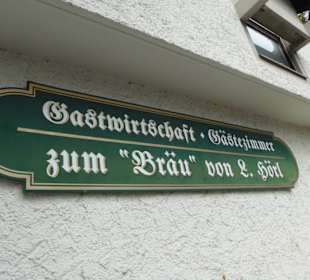 Gastwirtschaft · Gästezimmer
zum "Bräu" von L. Hörl